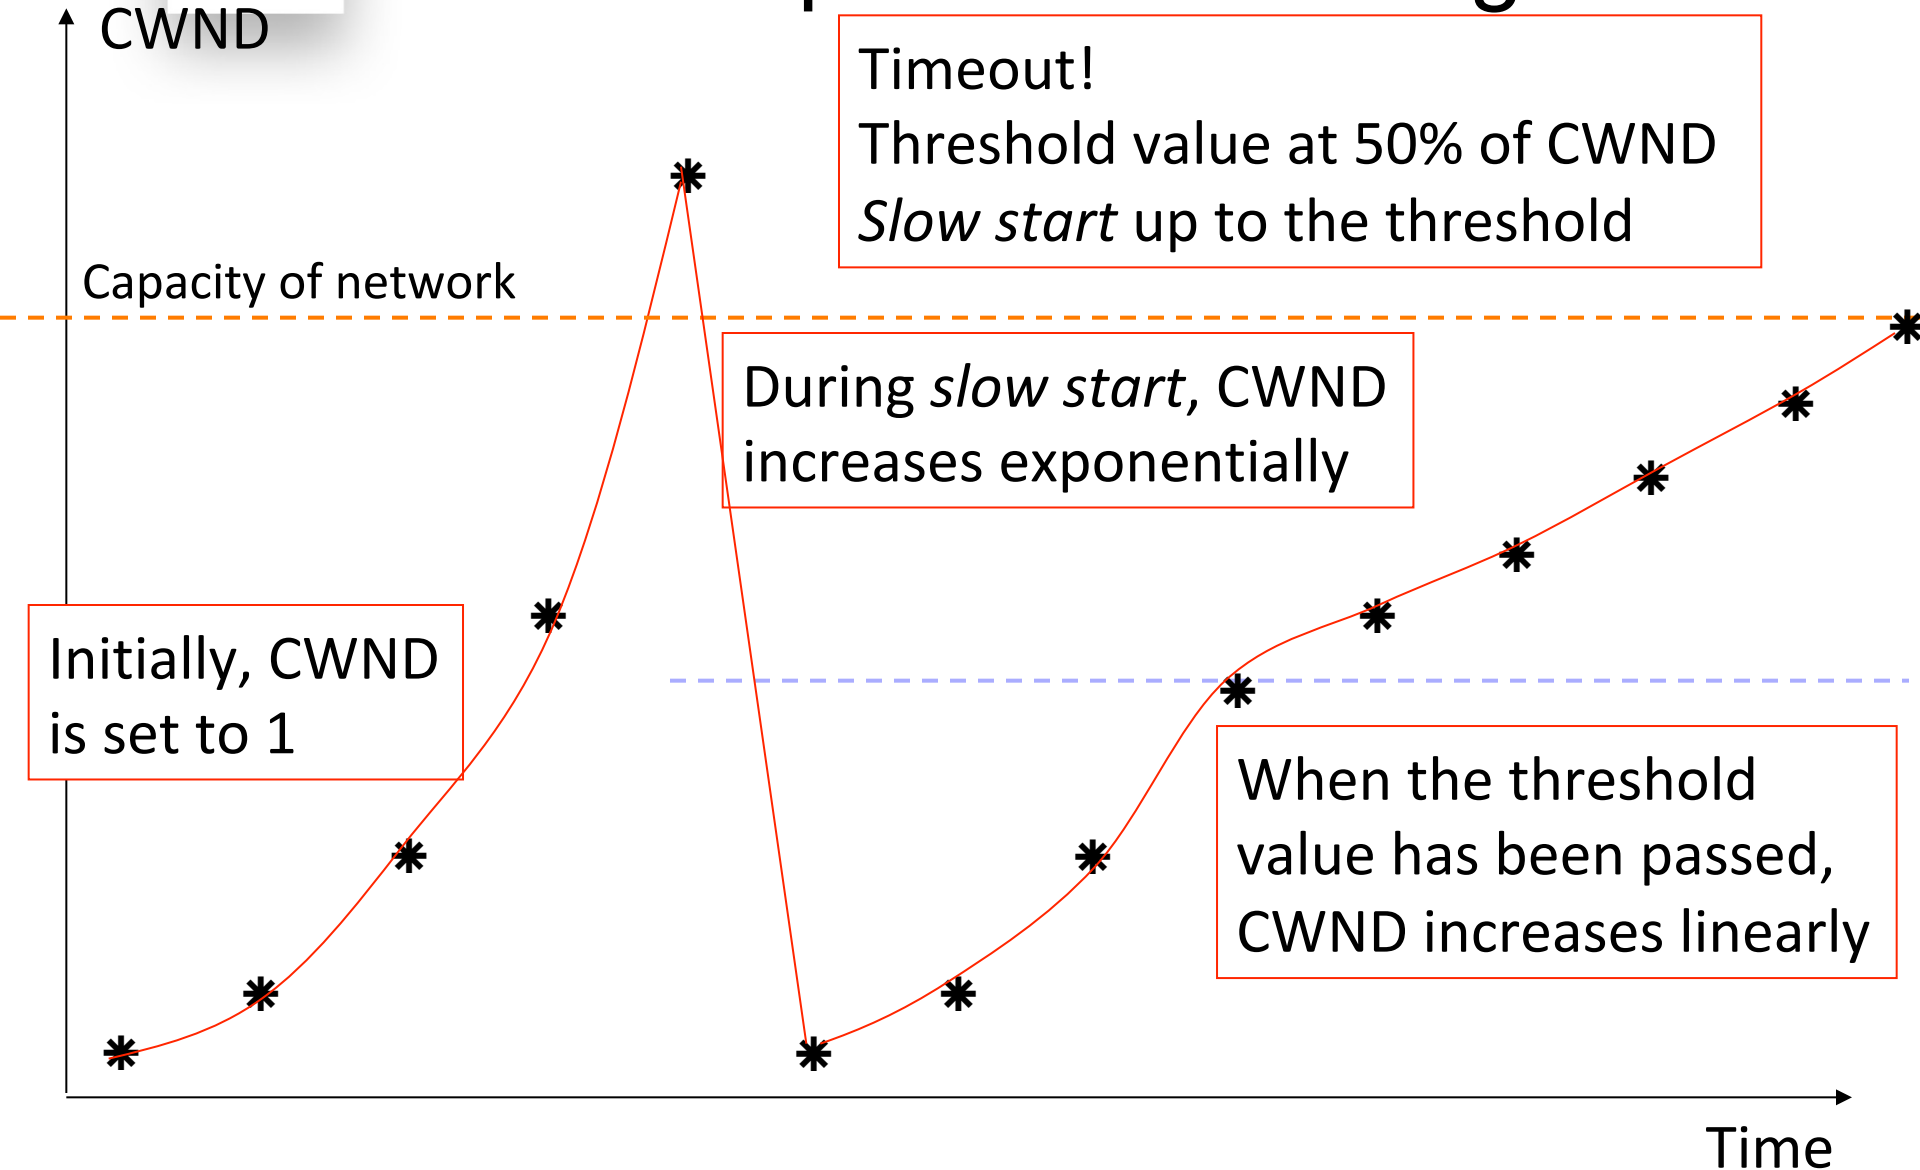 CWND
Timeout!
Threshold value at 50% of CWND
Slow start up to the threshold
Capacity of network
During slow start, CWND
increases exponentially
Initially, CWND
is set to 1
When the threshold
value has been passed,
CWND increases linearly
Time